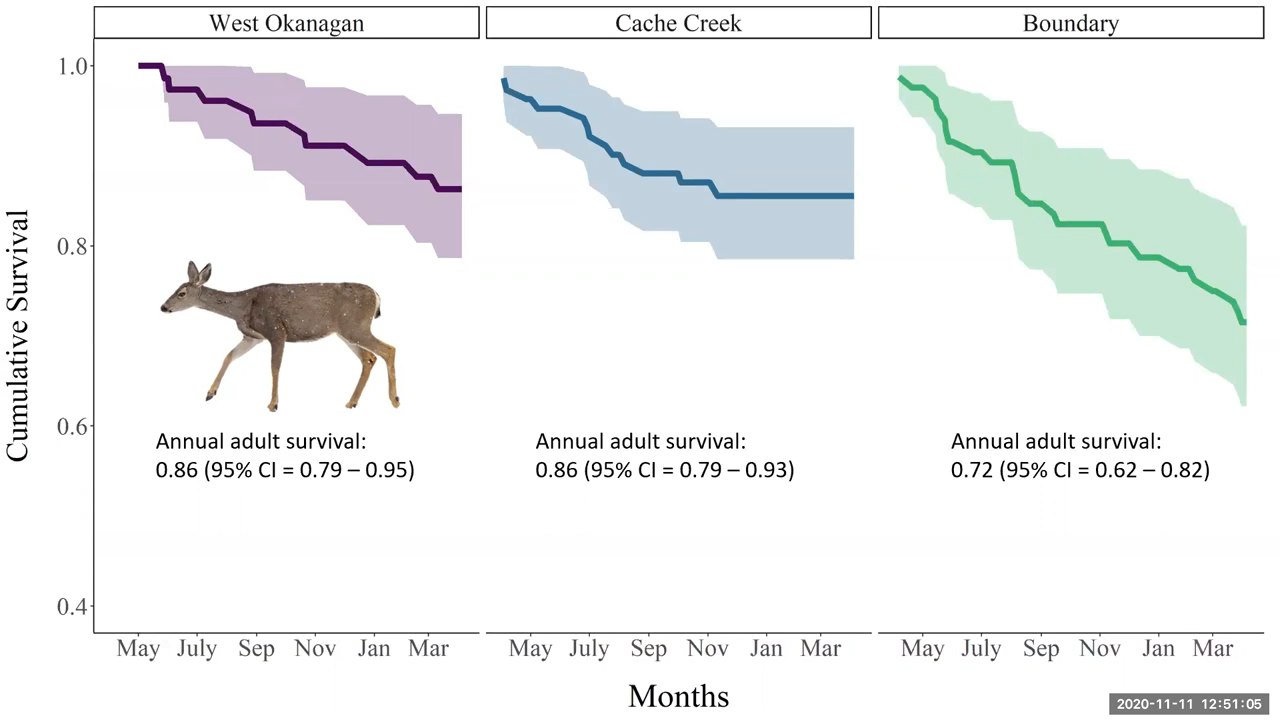 West Okanagan
Cache Creek
Boundary
Cumulative Survival
1.0
0.8
0.6
0.4
Annual adult survival:
0.86 (95% CI = 0.79 – 0.95)
Annual adult survival:
0.86 (95% CI = 0.79 – 0.93)
Annual adult survival:
0.72 (95% CI = 0.62 – 0.82)
May July Sep Nov Jan Mar
May July Sep Nov Jan Mar
May July Sep Nov Jan Mar
Months
2020-11-11 12:51:05